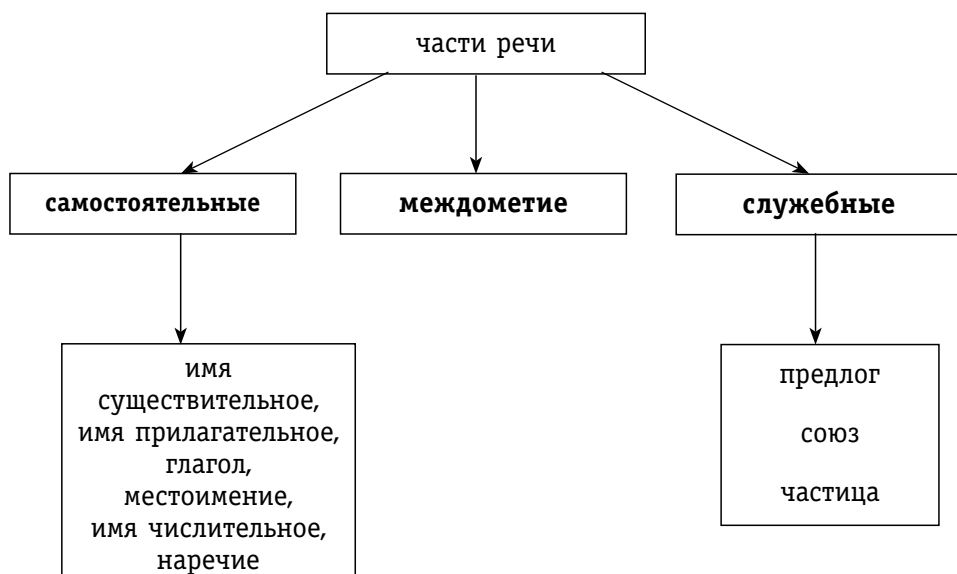 части речи
самостоятельные
междометие
служебные
имя
существительное,
имя прилагательное,
глагол,
местоимение,
имя числительное,
наречие
предлог
союз
частица